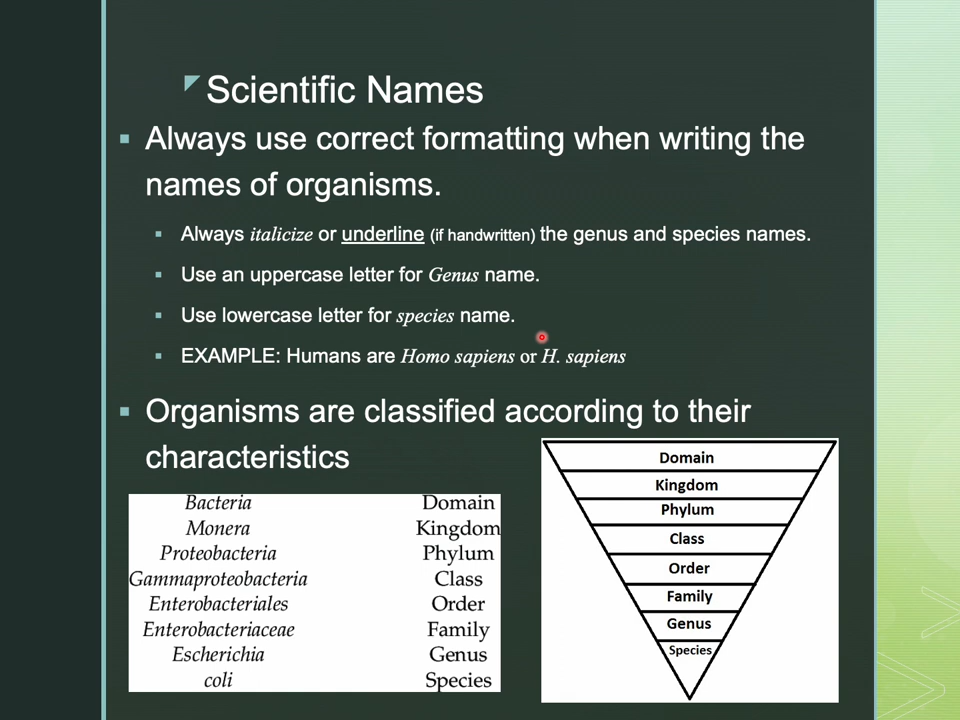 Scientific Names
Always use correct formatting when writing the
names of organisms.
Always italicize or underline (if handwritten) the genus and species names.
Use an uppercase letter for Genus name.
Use lowercase letter for species name.
EXAMPLE: Humans are Homo sapiens or H. sapiens
Organisms are classified according to their
characteristics
Bacteria Domain
Monera Kingdom
Proteobacteria Phylum
Gammaproteobacteria Class
Enterobacteriales Order
Enterobacteriaceae Family
Escherichia Genus
coli Species
Domain
Kingdom
Phylum
Class
Order
Family
Genus
Species